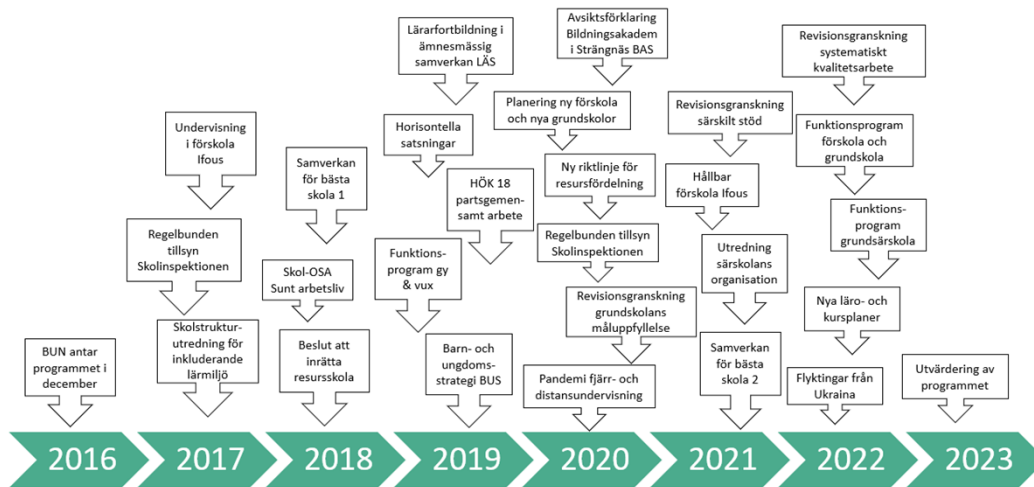 BUN antar
programmet i
december
Undervisning
i förskola
Ifous
Regelbunden
tillsyn
Skolinspektionen
Skolstruktur-
utredning för
inkluderande
lärmiljö
Samverkan
för bästa
skola 1
Skol-OSA
Sunt arbetsliv
Beslut att
inrätta
resursskola
Lärarfortbildning i
ämnesmässig
samverkan LÄS
Horisontella
satsningar
HÖK 18
partsgemen-
samt arbete
Funktions-
program gy
& vux
Barn- och
ungdoms-
strategi BUS
Avsiktsförklaring
Bildningsakadem
i Strängnäs BAS
Planering ny förskola
och nya grundskolor
Ny riktlinje för
resursfördelning
Regelbunden tillsyn
Skolinspektionen
Revisionsgranskning
grundskolans
måluppfyllelse
Pandemi fjärr- och
distansundervisning
Revisionsgranskning
särskilt stöd
Hållbar
förskola Ifous
Utredning
särskolans
organisation
Samverkan
för bästa
skola 2
Revisionsgranskning
systematiskt
kvalitetsarbete
Funktionsprogram
förskola och
grundskola
Funktions-
program
grundsärskola
Nya läro- och
kursplaner
Flyktingar från
Ukraina
Utvärdering av
programmet
2016
2017
2018
2019
2020
2021
2022
2023